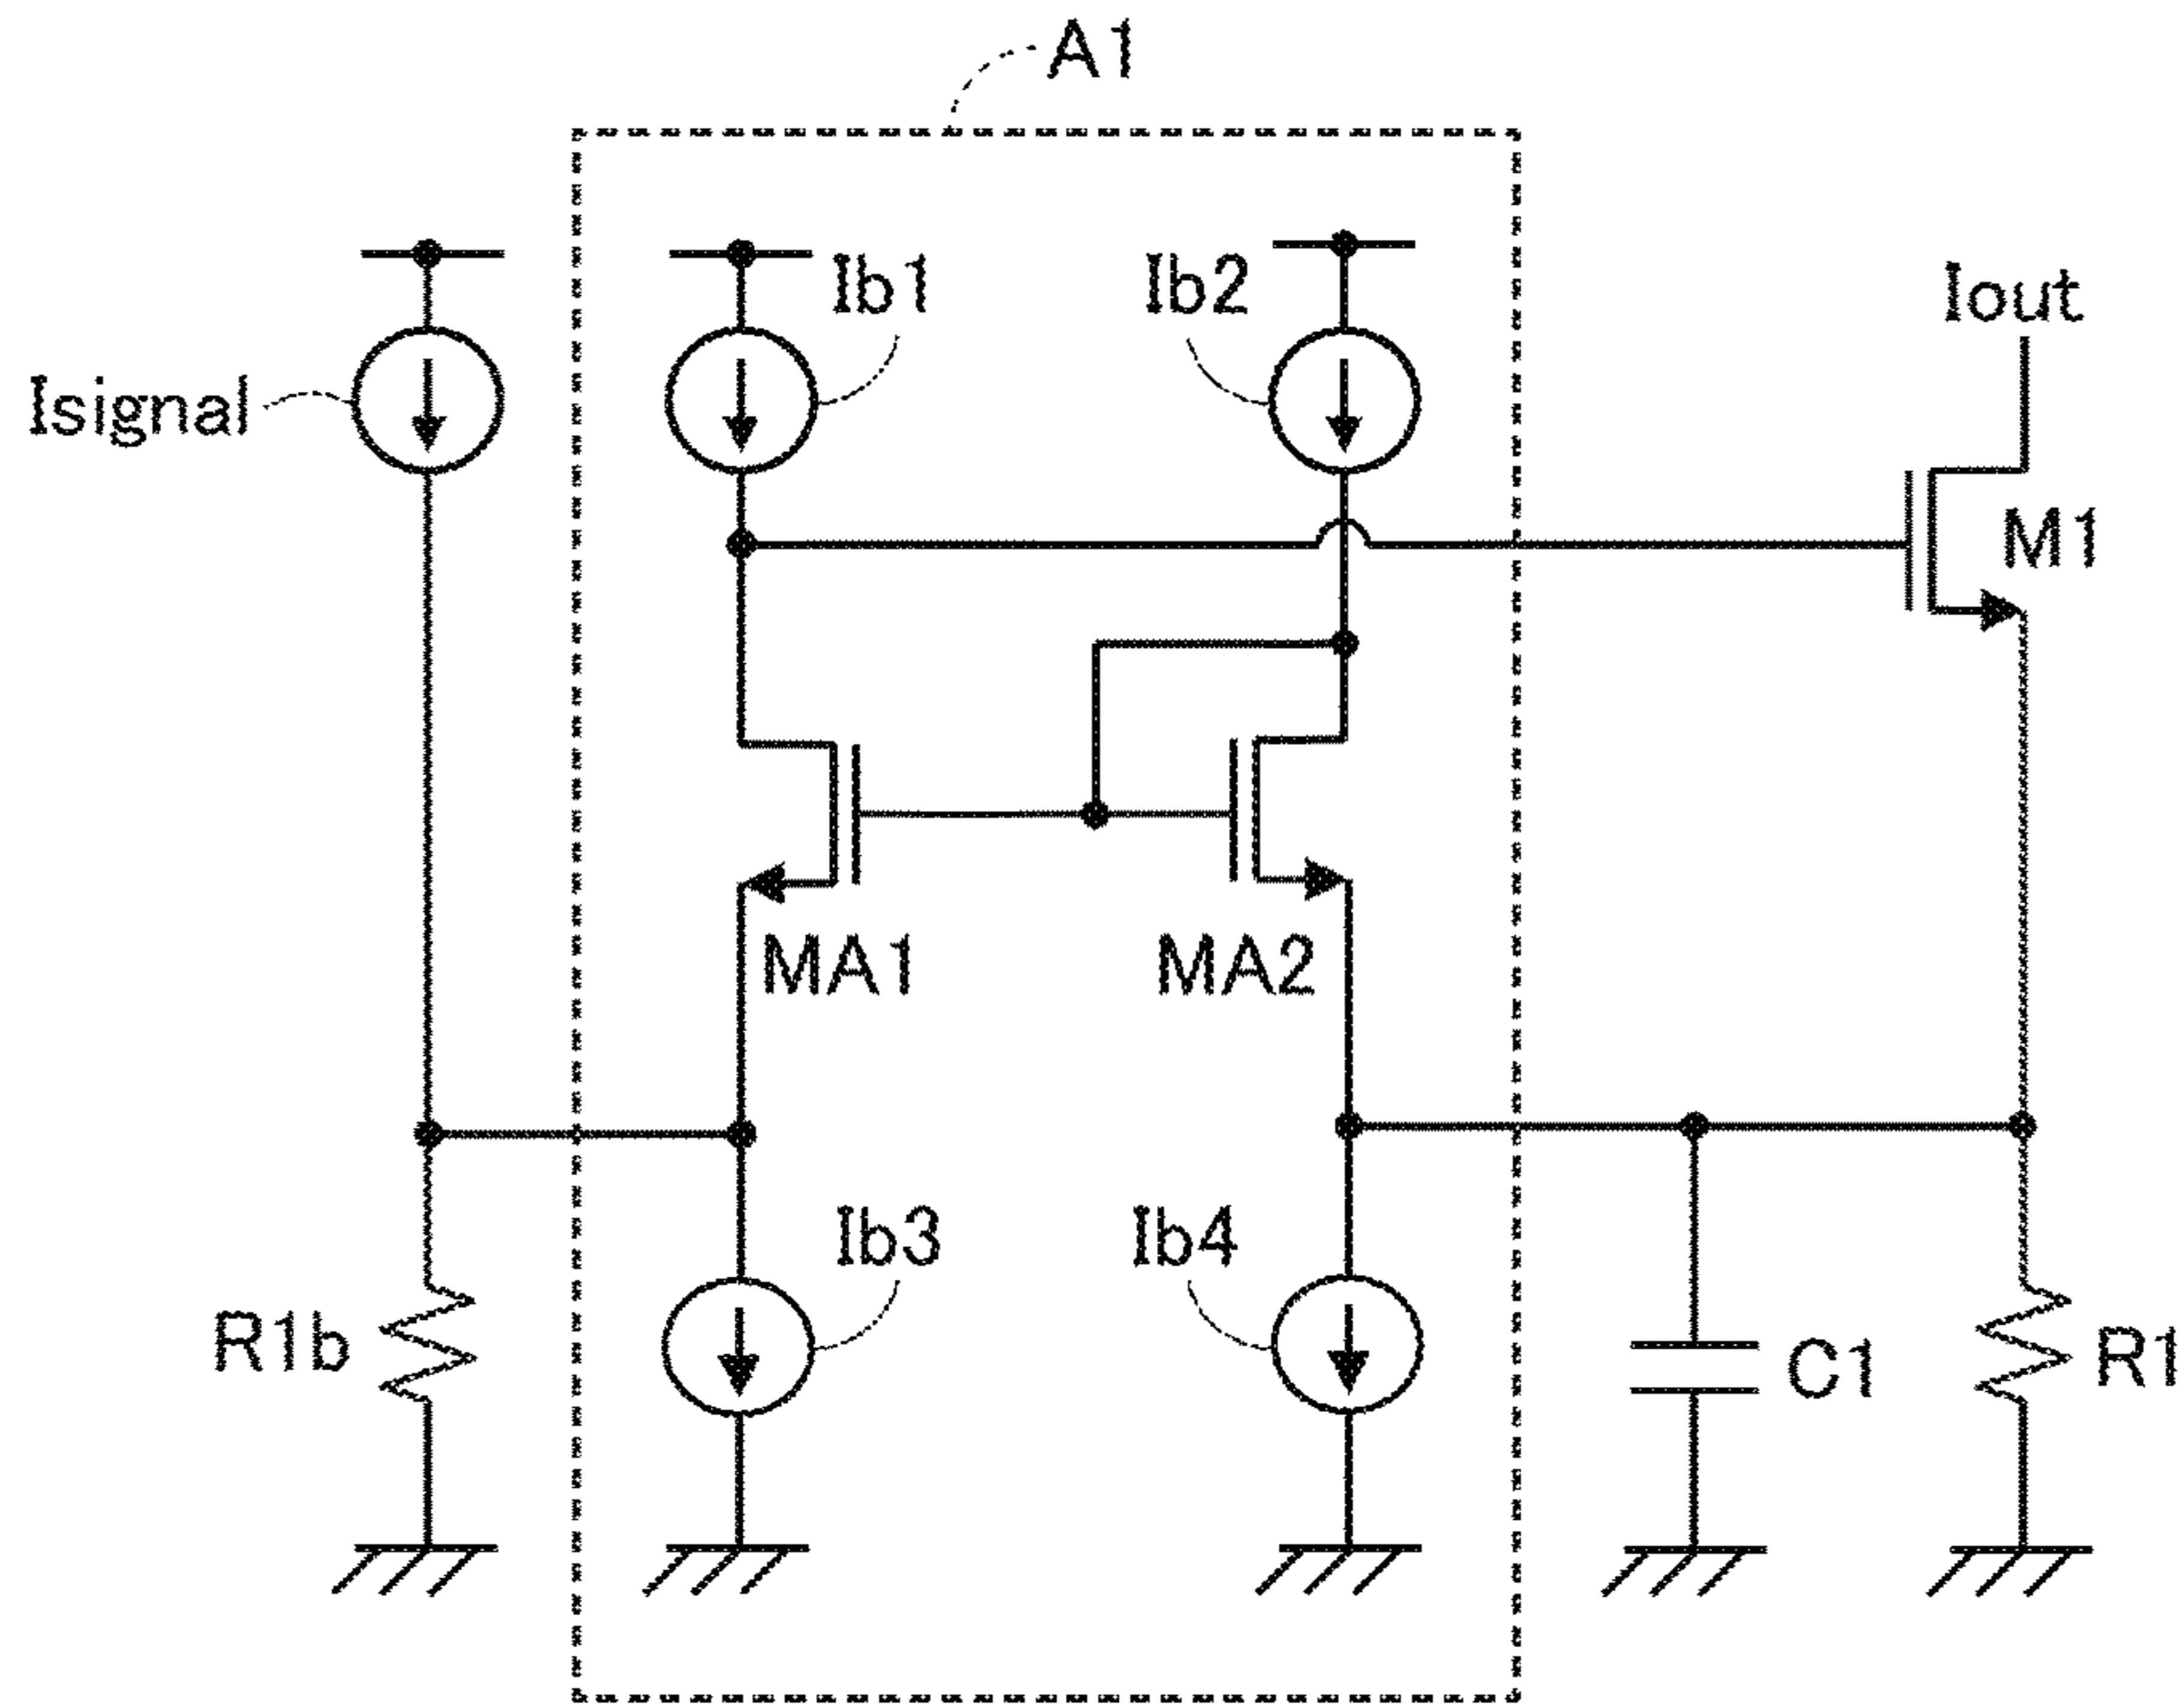 A1
Ib1
Ib2
Iout
Isignal
M1
MA1
MA2
Ib3
Ib4
R1b
C1
R1